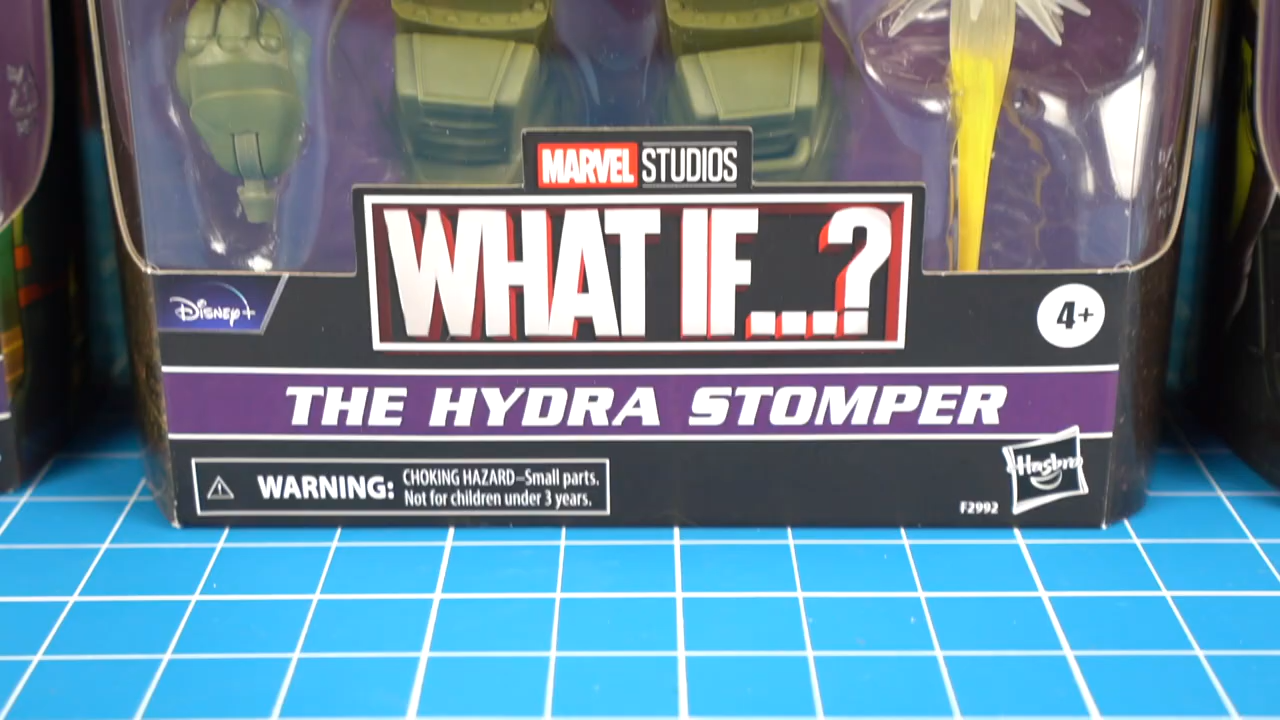 MARVEL STUDIOS
WHAT IF...?
Disney+
4+
THE HYDRA STOMPER
WARNING: CHOKING HAZARD–Small parts.
Not for children under 3 years.
Hasbro
F2992